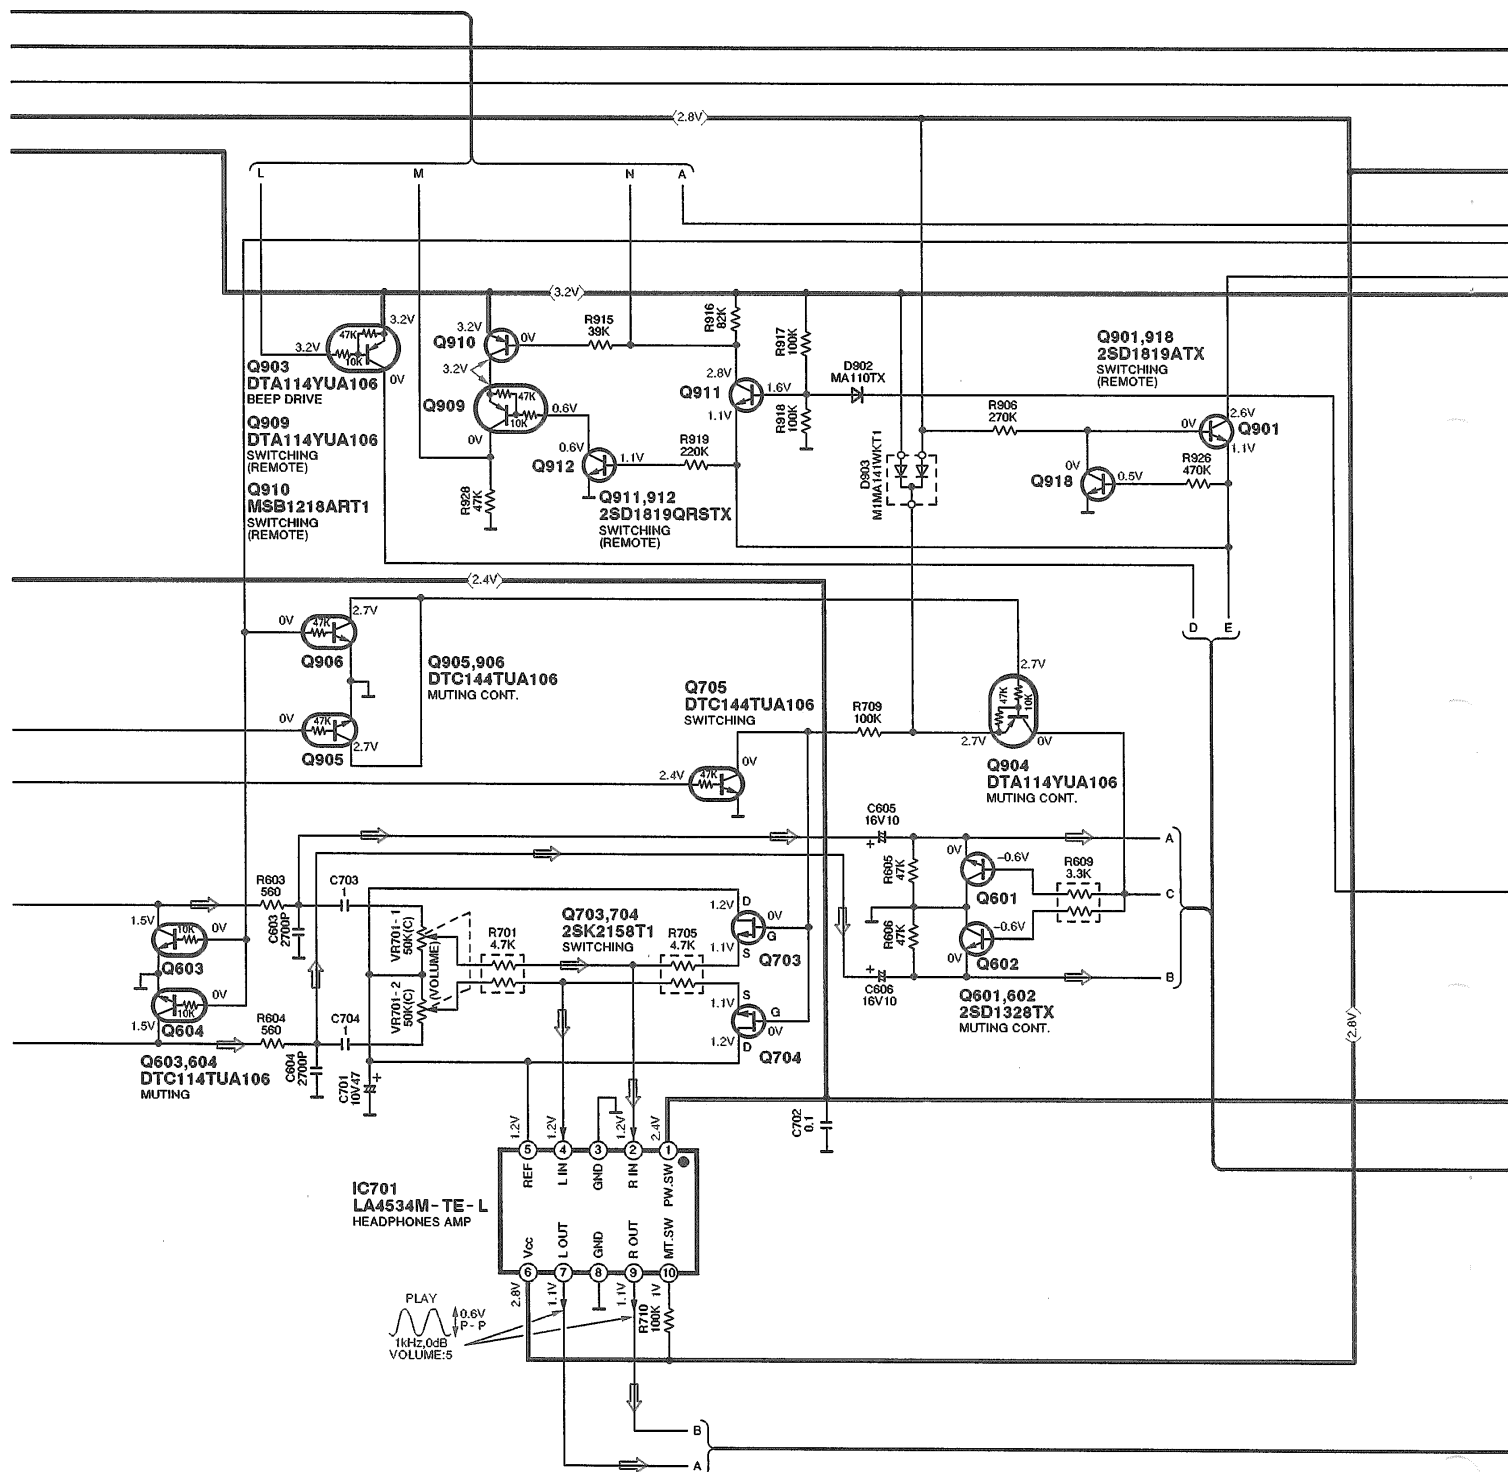 2.8V
L
M
N
A
3.2V
3.2V
47K
10K
3.2V
0V
Q903
DTA114YUA106
BEEP DRIVE
Q909
DTA114YUA106
SWITCHING
(REMOTE)
Q910
MSB1218ART1
SWITCHING
(REMOTE)
3.2V
Q910
0V
3.2V
R915
39K
Q909
47K
10K
0.6V
0V
R928
47K
0.6V
Q912
1.1V
R919
220K
Q911,912
2SD1819QRSTX
SWITCHING
(REMOTE)
R916
82K
R917
100K
2.8V
Q911
1.6V
1.1V
R918
100K
D902
MA110TX
D903
M1MA141WKT1
Q901,918
2SD1819ATX
SWITCHING
(REMOTE)
R906
270K
2.6V
0V
Q901
1.1V
0V
Q918
0.5V
R926
470K
D
E
2.4V
0V
47K
2.7V
Q906
Q905,906
DTC144TUA106
MUTING CONT.
0V
47K
2.7V
Q905
Q705
DTC144TUA106
SWITCHING
2.4V
47K
0V
R709
100K
2.7V
47K
10K
2.7V
0V
Q904
DTA114YUA106
MUTING CONT.
C605
16V10
+
R605
47K
R606
47K
+
C606
16V10
0V
-0.6V
Q601
-0.6V
Q602
0V
R609
3.3K
A
C
B
Q601,602
2SD1328TX
MUTING CONT.
1.5V
10K
0V
Q603
0V
10K
Q604
1.5V
Q603,604
DTC114TUA106
MUTING
R603
560
C603
2700P
C703
1
R604
560
C604
2700P
C704
1
C701
10V47
+
VR701-1
50K(C)
VR701-2
50K(C)
(VOLUME)
R701
4.7K
Q703,704
2SK2158T1
SWITCHING
R705
4.7K
1.2V
D
0V
G
1.1V
S
Q703
S
1.1V
G
0V
1.2V
D
Q704
C702
0.1
2.8V
1.2V
1.2V
1.2V
2.4V
5
4
3
2
1
REF
L IN
GND
R IN
PW.SW
IC701
LA4534M-TE-L
HEADPHONES AMP
Vcc
L OUT
GND
R OUT
MT.SW
6
7
8
9
10
2.8V
1.1V
1.1V
1V
R710
100K
PLAY
0.6V
P-P
1kHz,0dB
VOLUME:5
B
A